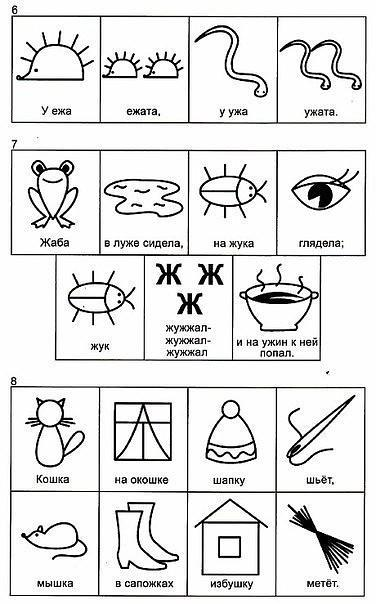 6
У ежа
ежата,
у ужа
ужата.
7
Жаба
в луже сидела,
на жука
глядела;
жук
Ж Ж
Ж
жужжал-
жужжал-
жужжал
и на ужин к ней
попал.
8
Кошка
на окошке
шапку
шьёт,
мышка
в сапожках
избушку
метёт.